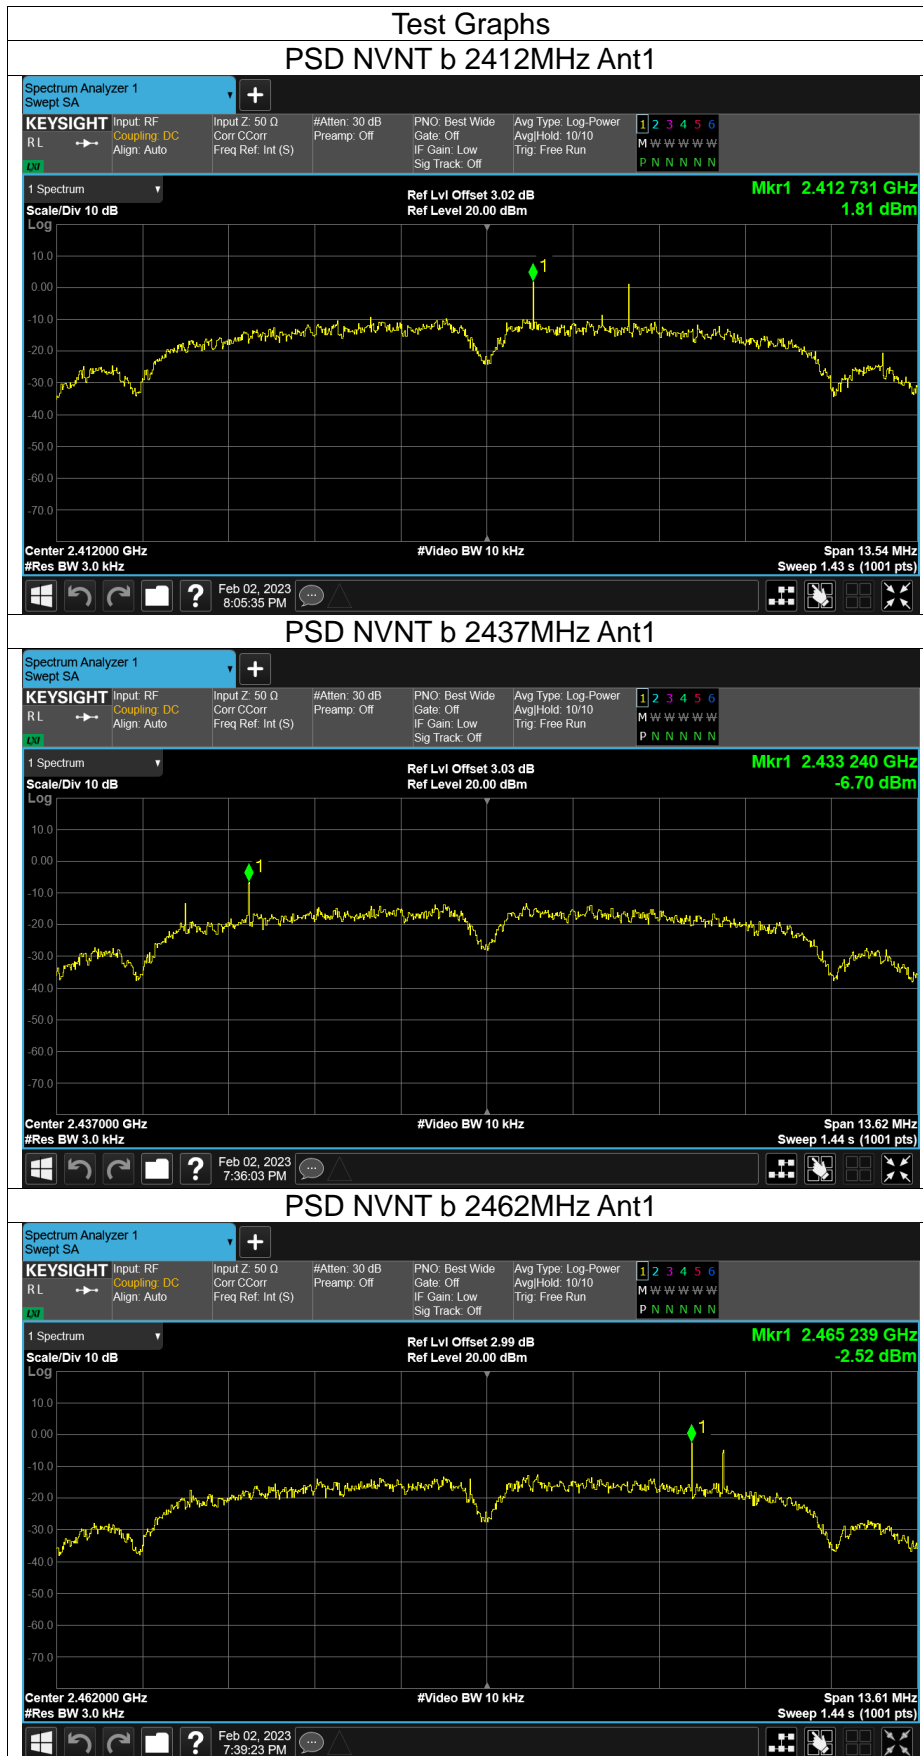 Test Graphs
PSD NVNT b 2412MHz Ant1
Spectrum Analyzer 1
Swept SA
KEYSIGHT Input: RF Input Z: 50 Ω #Atten: 30 dB PNO: Best Wide Avg Type: Log-Power 1 2 3 4 5 6
RL Coupling: DC Corr CCorr Preamp: Off Gate: Off Avg|Hold: 10/10 M W W W W W
Align: Auto Freq Ref: Int (S) IF Gain: Low Trig: Free Run
LXI Sig Track: Off P N N N N N
1 Spectrum Ref Lvl Offset 3.02 dB Mkr1 2.412 731 GHz
Scale/Div 10 dB Ref Level 20.00 dBm 1.81 dBm
Log
10.0
1
0.00
-10.0
-20.0
-30.0
-40.0
-50.0
-60.0
-70.0
Center 2.412000 GHz #Video BW 10 kHz Span 13.54 MHz
#Res BW 3.0 kHz Sweep 1.43 s (1001 pts)
Feb 02, 2023
8:05:35 PM
PSD NVNT b 2437MHz Ant1
Spectrum Analyzer 1
Swept SA
KEYSIGHT Input: RF Input Z: 50 Ω #Atten: 30 dB PNO: Best Wide Avg Type: Log-Power 1 2 3 4 5 6
RL Coupling: DC Corr CCorr Preamp: Off Gate: Off Avg|Hold: 10/10 M W W W W W
Align: Auto Freq Ref: Int (S) IF Gain: Low Trig: Free Run
LXI Sig Track: Off P N N N N N
1 Spectrum Ref Lvl Offset 3.03 dB Mkr1 2.433 240 GHz
Scale/Div 10 dB Ref Level 20.00 dBm -6.70 dBm
Log
10.0
0.00
1
-10.0
-20.0
-30.0
-40.0
-50.0
-60.0
-70.0
Center 2.437000 GHz #Video BW 10 kHz Span 13.62 MHz
#Res BW 3.0 kHz Sweep 1.44 s (1001 pts)
Feb 02, 2023
7:36:03 PM
PSD NVNT b 2462MHz Ant1
Spectrum Analyzer 1
Swept SA
KEYSIGHT Input: RF Input Z: 50 Ω #Atten: 30 dB PNO: Best Wide Avg Type: Log-Power 1 2 3 4 5 6
RL Coupling: DC Corr CCorr Preamp: Off Gate: Off Avg|Hold: 10/10 M W W W W W
Align: Auto Freq Ref: Int (S) IF Gain: Low Trig: Free Run
LXI Sig Track: Off P N N N N N
1 Spectrum Ref Lvl Offset 2.99 dB Mkr1 2.465 239 GHz
Scale/Div 10 dB Ref Level 20.00 dBm -2.52 dBm
Log
10.0
1
0.00
-10.0
-20.0
-30.0
-40.0
-50.0
-60.0
-70.0
Center 2.462000 GHz #Video BW 10 kHz Span 13.61 MHz
#Res BW 3.0 kHz Sweep 1.44 s (1001 pts)
Feb 02, 2023
7:39:23 PM